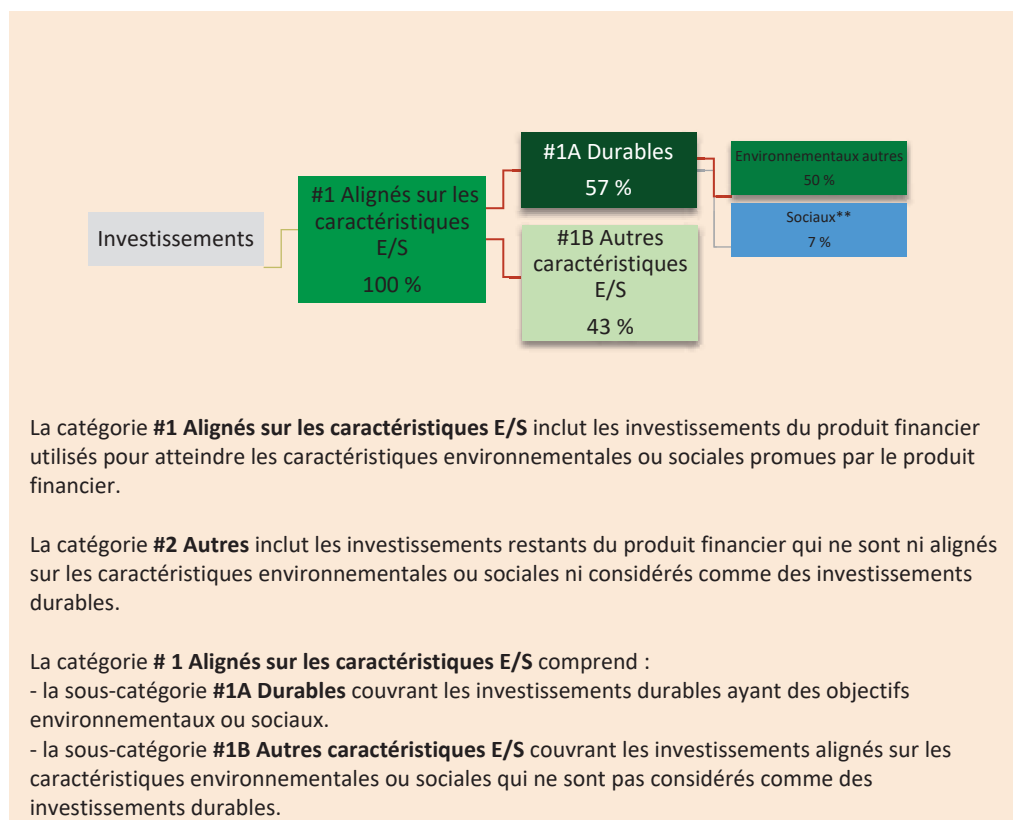 #1A Durables
57 %
Environnementaux autres
50 %
Sociaux**
7 %
Investissements
#1 Alignés sur les
caractéristiques
E/S
100 %
#1B Autres
caractéristiques
E/S
43 %
La catégorie #1 Alignés sur les caractéristiques E/S inclut les investissements du produit financier
utilisés pour atteindre les caractéristiques environnementales ou sociales promues par le produit
financier.
La catégorie #2 Autres inclut les investissements restants du produit financier qui ne sont ni alignés
sur les caractéristiques environnementales ou sociales ni considérés comme des investissements
durables.
La catégorie # 1 Alignés sur les caractéristiques E/S comprend :
- la sous-catégorie #1A Durables couvrant les investissements durables ayant des objectifs
environnementaux ou sociaux.
- la sous-catégorie #1B Autres caractéristiques E/S couvrant les investissements alignés sur les
caractéristiques environnementales ou sociales qui ne sont pas considérés comme des
investissements durables.